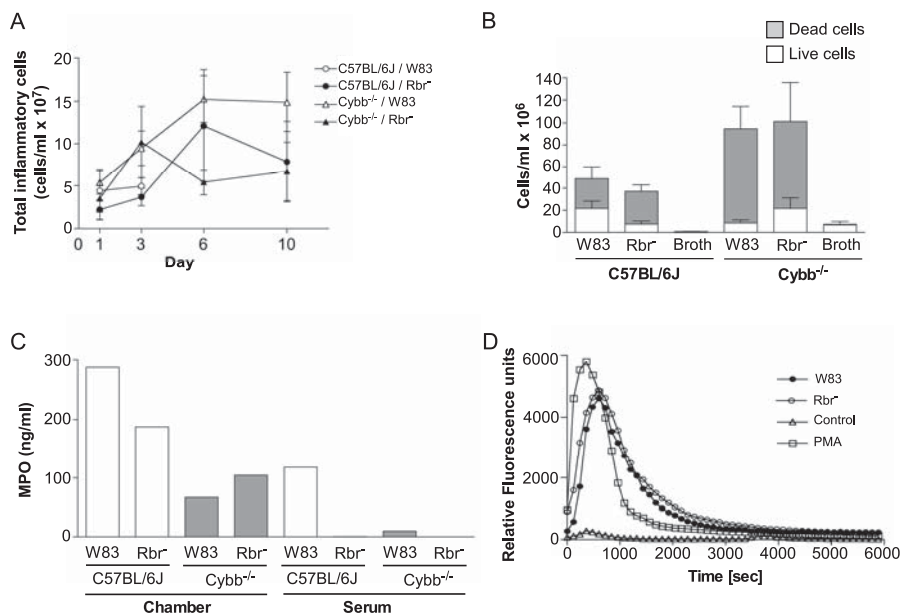 A
Total inflammatory cells
(cells/ml x 10⁷)
20
15
10
5
0
0 1 3 6 10
Day
C57BL/6J / W83
C57BL/6J / Rbr⁻
Cybb⁻/⁻ / W83
Cybb⁻/⁻ / Rbr⁻
B
Dead cells
Live cells
Cells/ml x 10⁶
140
120
100
80
60
40
20
0
W83 Rbr⁻ Broth W83 Rbr⁻ Broth
C57BL/6J Cybb⁻/⁻
C
MPO (ng/ml)
300
200
100
0
W83 Rbr⁻ W83 Rbr⁻ W83 Rbr⁻ W83 Rbr⁻
C57BL/6J Cybb⁻/⁻ C57BL/6J Cybb⁻/⁻
Chamber Serum
D
Relative Fluorescence units
6000
4000
2000
0
W83
Rbr⁻
Control
PMA
0 1000 2000 3000 4000 5000 6000
Time [sec]